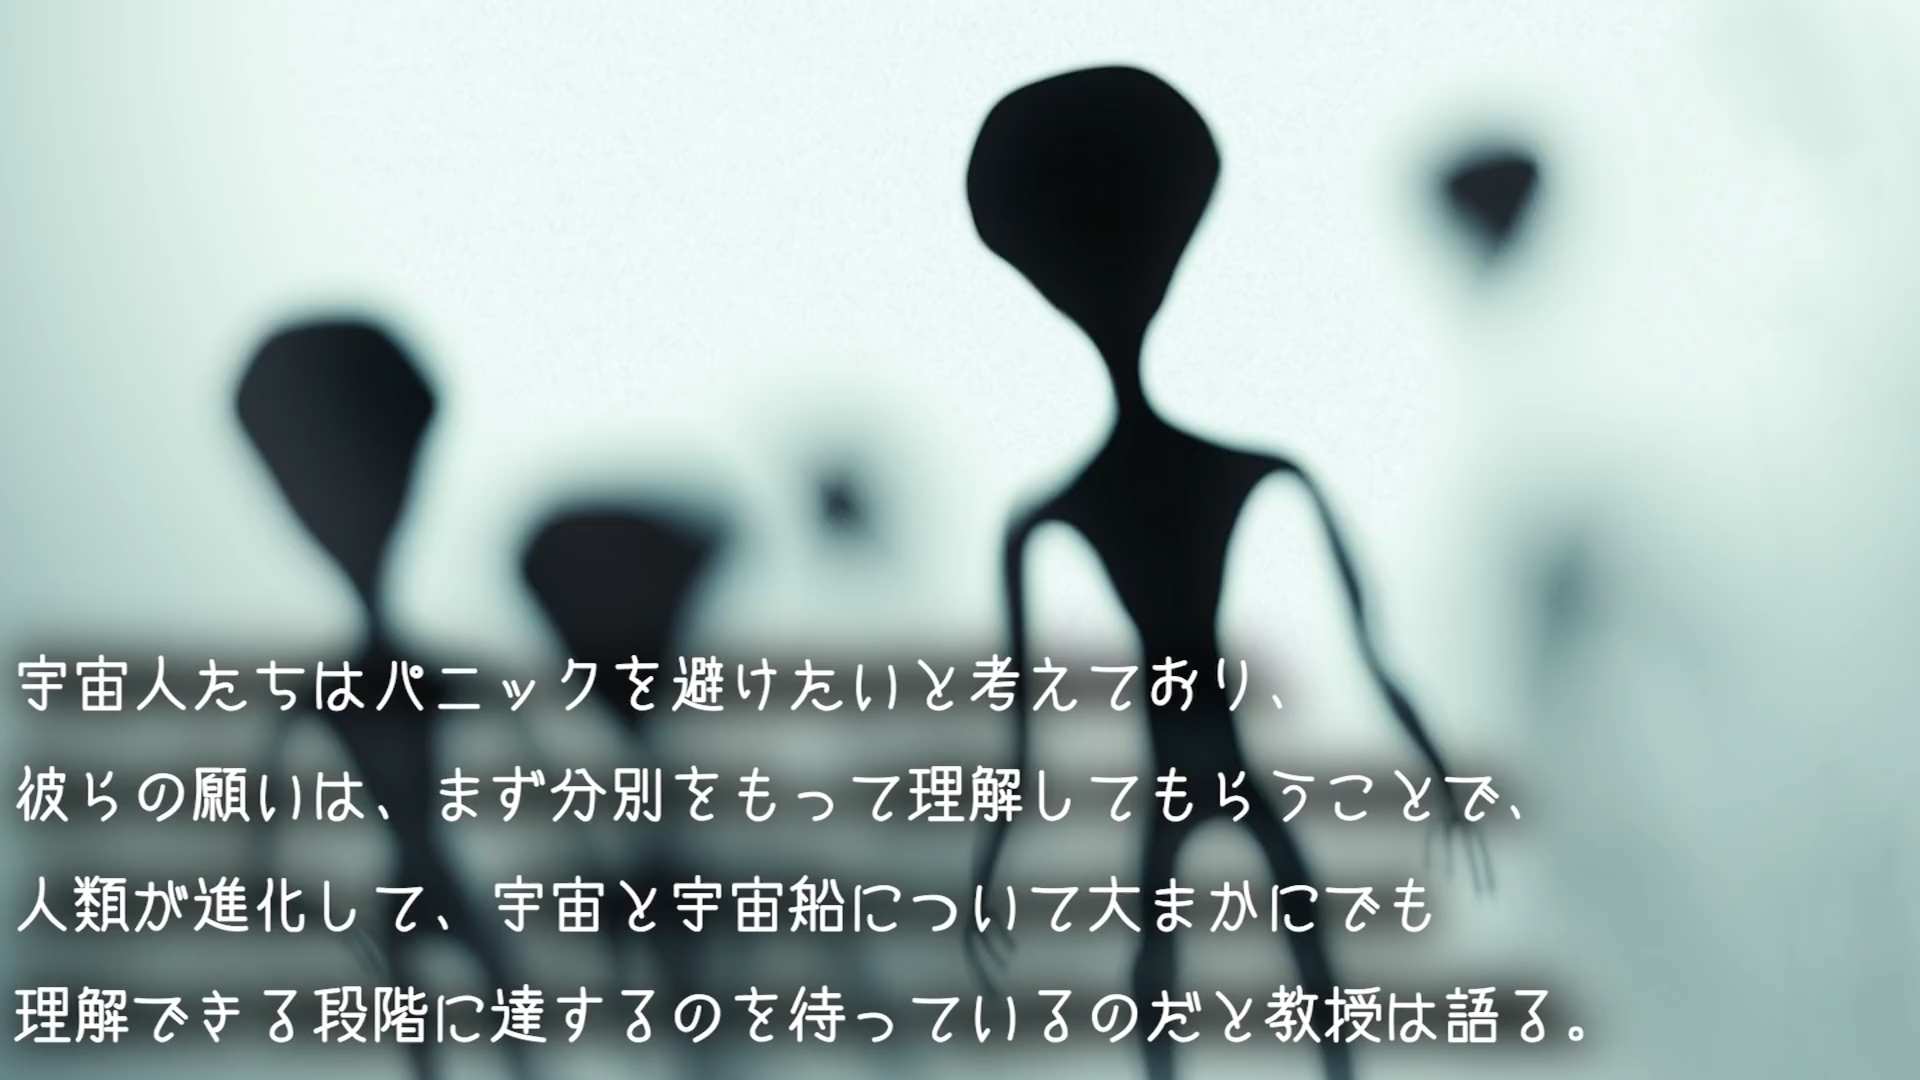 宇宙人たちはパニックを避けたいと考えており、
彼らの願いは、まず分別をもって理解してもらうことで、
人類が進化して、宇宙と宇宙船について大まかにでも
理解できる段階に達するのを待っているのだと教授は語る。